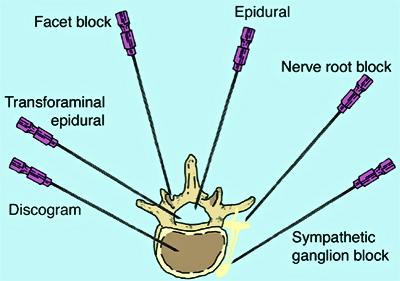 Facet block
Epidural
Nerve root block
Transforaminal
epidural
Discogram
Sympathetic
ganglion block